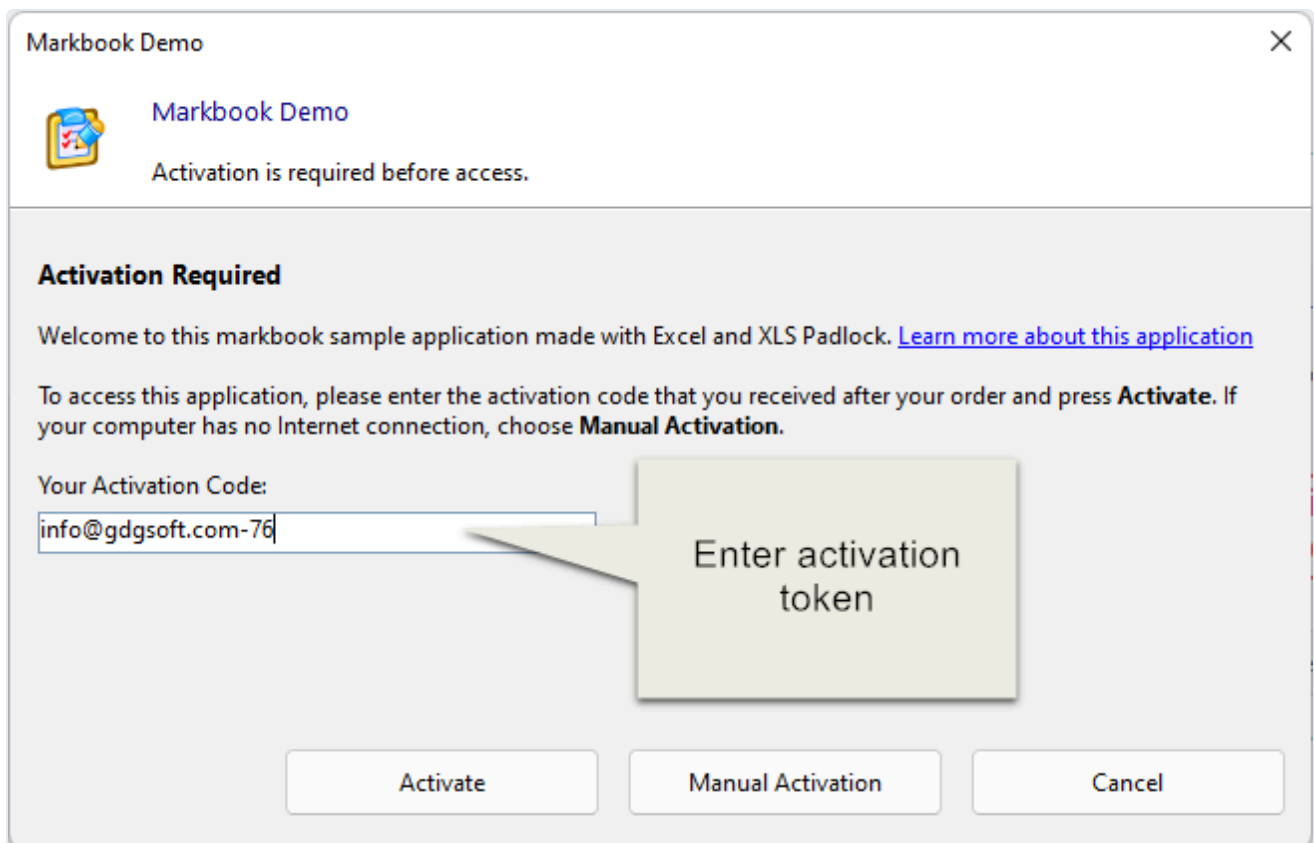 Markbook Demo
Markbook Demo
Activation is required before access.
Activation Required
Welcome to this markbook sample application made with Excel and XLS Padlock. Learn more about this application
To access this application, please enter the activation code that you received after your order and press Activate. If
your computer has no Internet connection, choose Manual Activation.
Your Activation Code:
info@gdgsoft.com-76
Enter activation
token
Activate
Manual Activation
Cancel